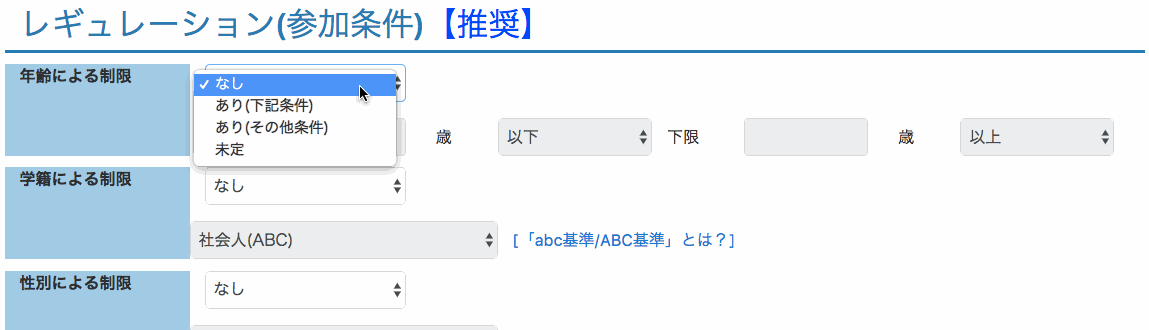 レギュレーション(参加条件)【推奨】
年齢による制限
✓ なし
あり(下記条件)
あり(その他条件)
未定
歳 以下 下限 歳 以上
学籍による制限 なし
社会人(ABC) [「abc基準/ABC基準」とは？]
性別による制限 なし